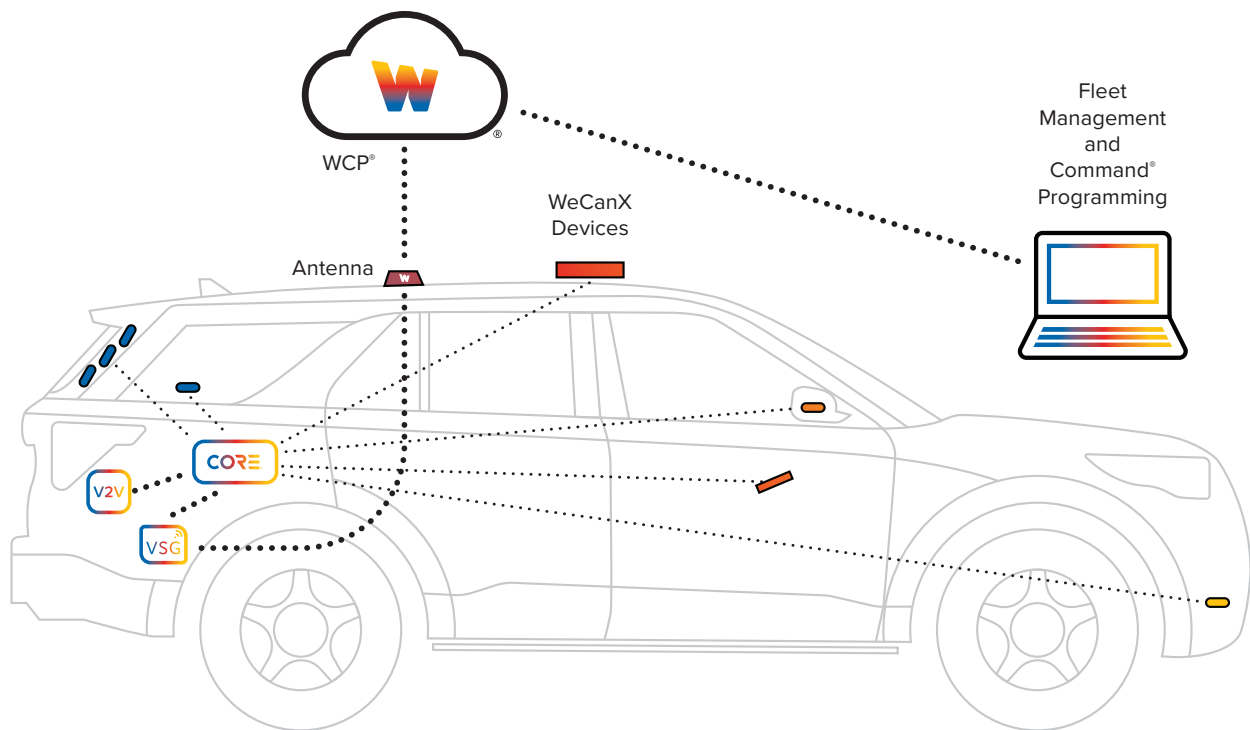 W
®
WCP®
Fleet
Management
and
Command®
Programming
WeCanX
Devices
Antenna
W
CORE
V2V
VSG